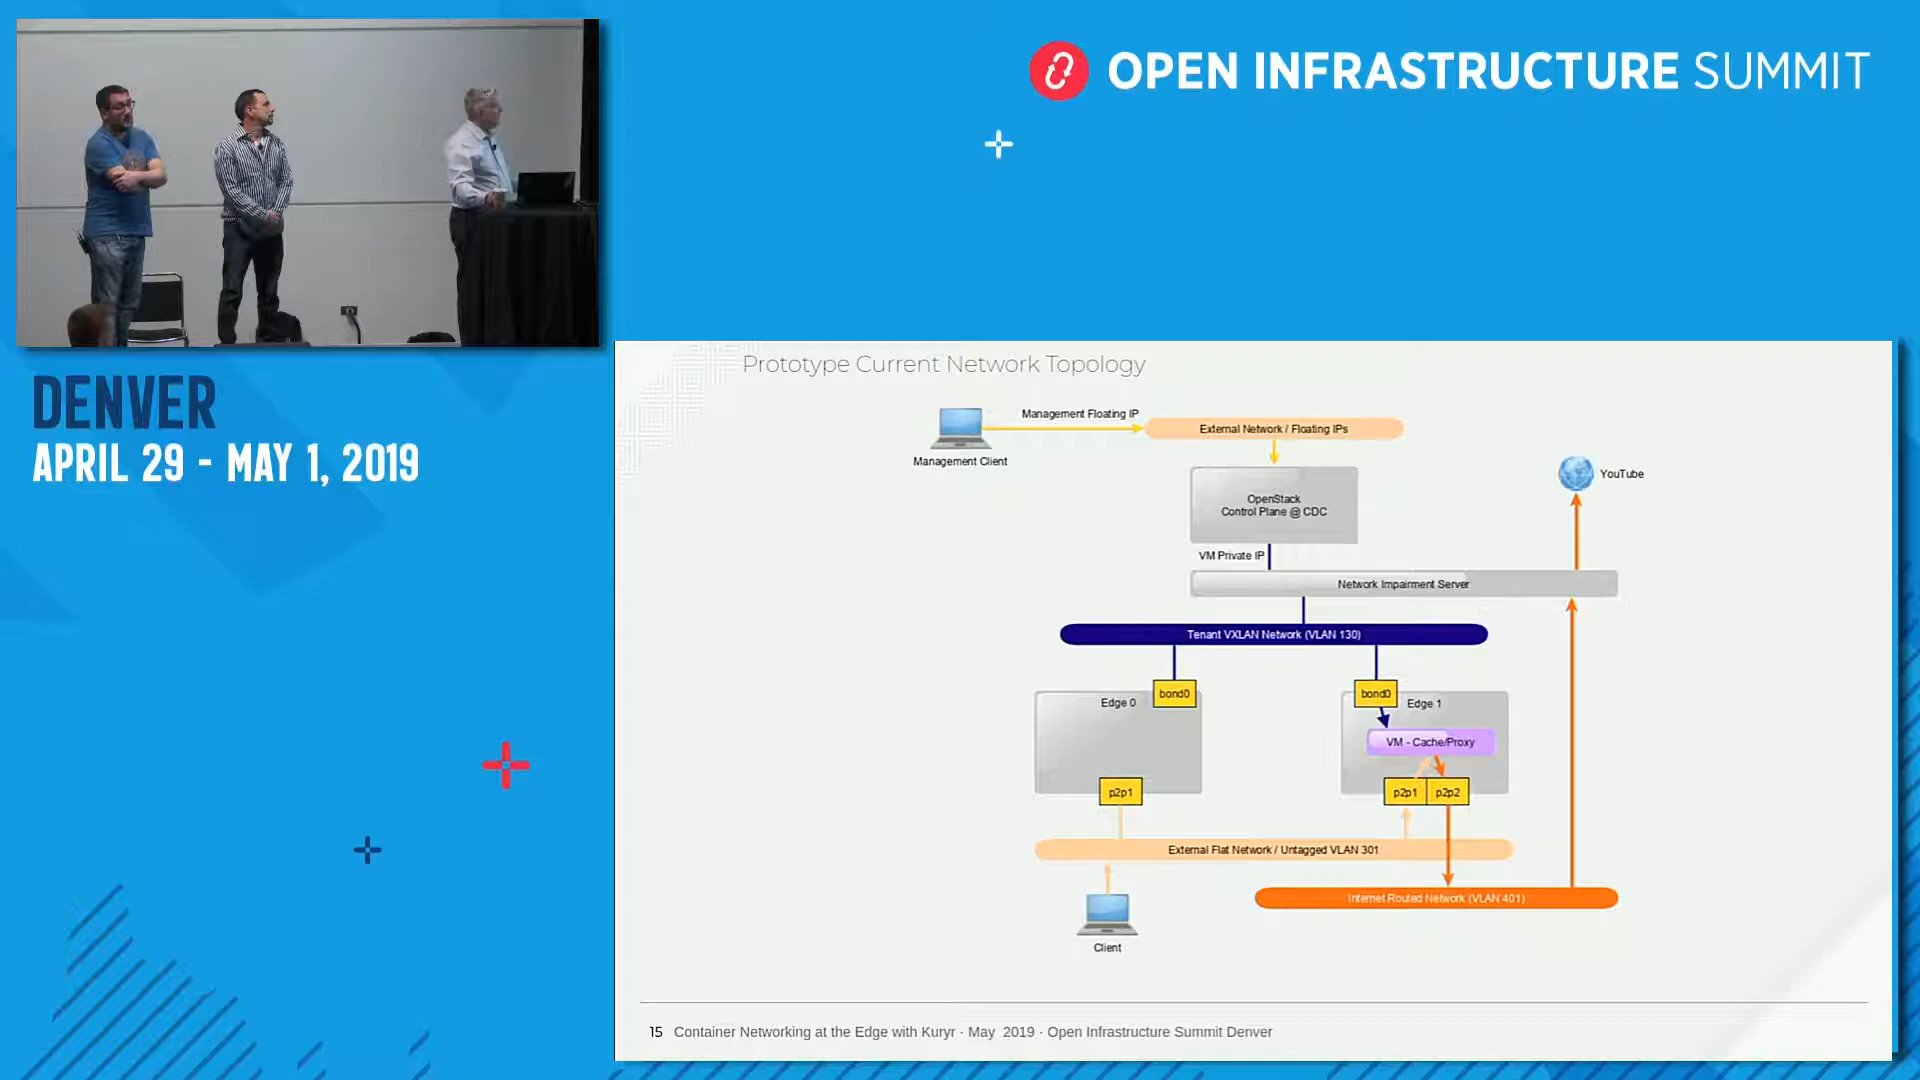 OPEN INFRASTRUCTURE SUMMIT
DENVER
APRIL 29 - MAY 1, 2019
Prototype Current Network Topology
Management Floating IP
External Network / Floating IPs
Management Client
YouTube
OpenStack
Control Plane @ CDC
VM Private IP
Network Impairment Server
Tenant VXLAN Network (VLAN 130)
bond0
Edge 0
bond0
Edge 1
VM - Cache/Proxy
p2p1
p2p1
p2p2
External Flat Network / Untagged VLAN 301
Internet Routed Network (VLAN 401)
Client
15 Container Networking at the Edge with Kuryr · May 2019 · Open Infrastructure Summit Denver